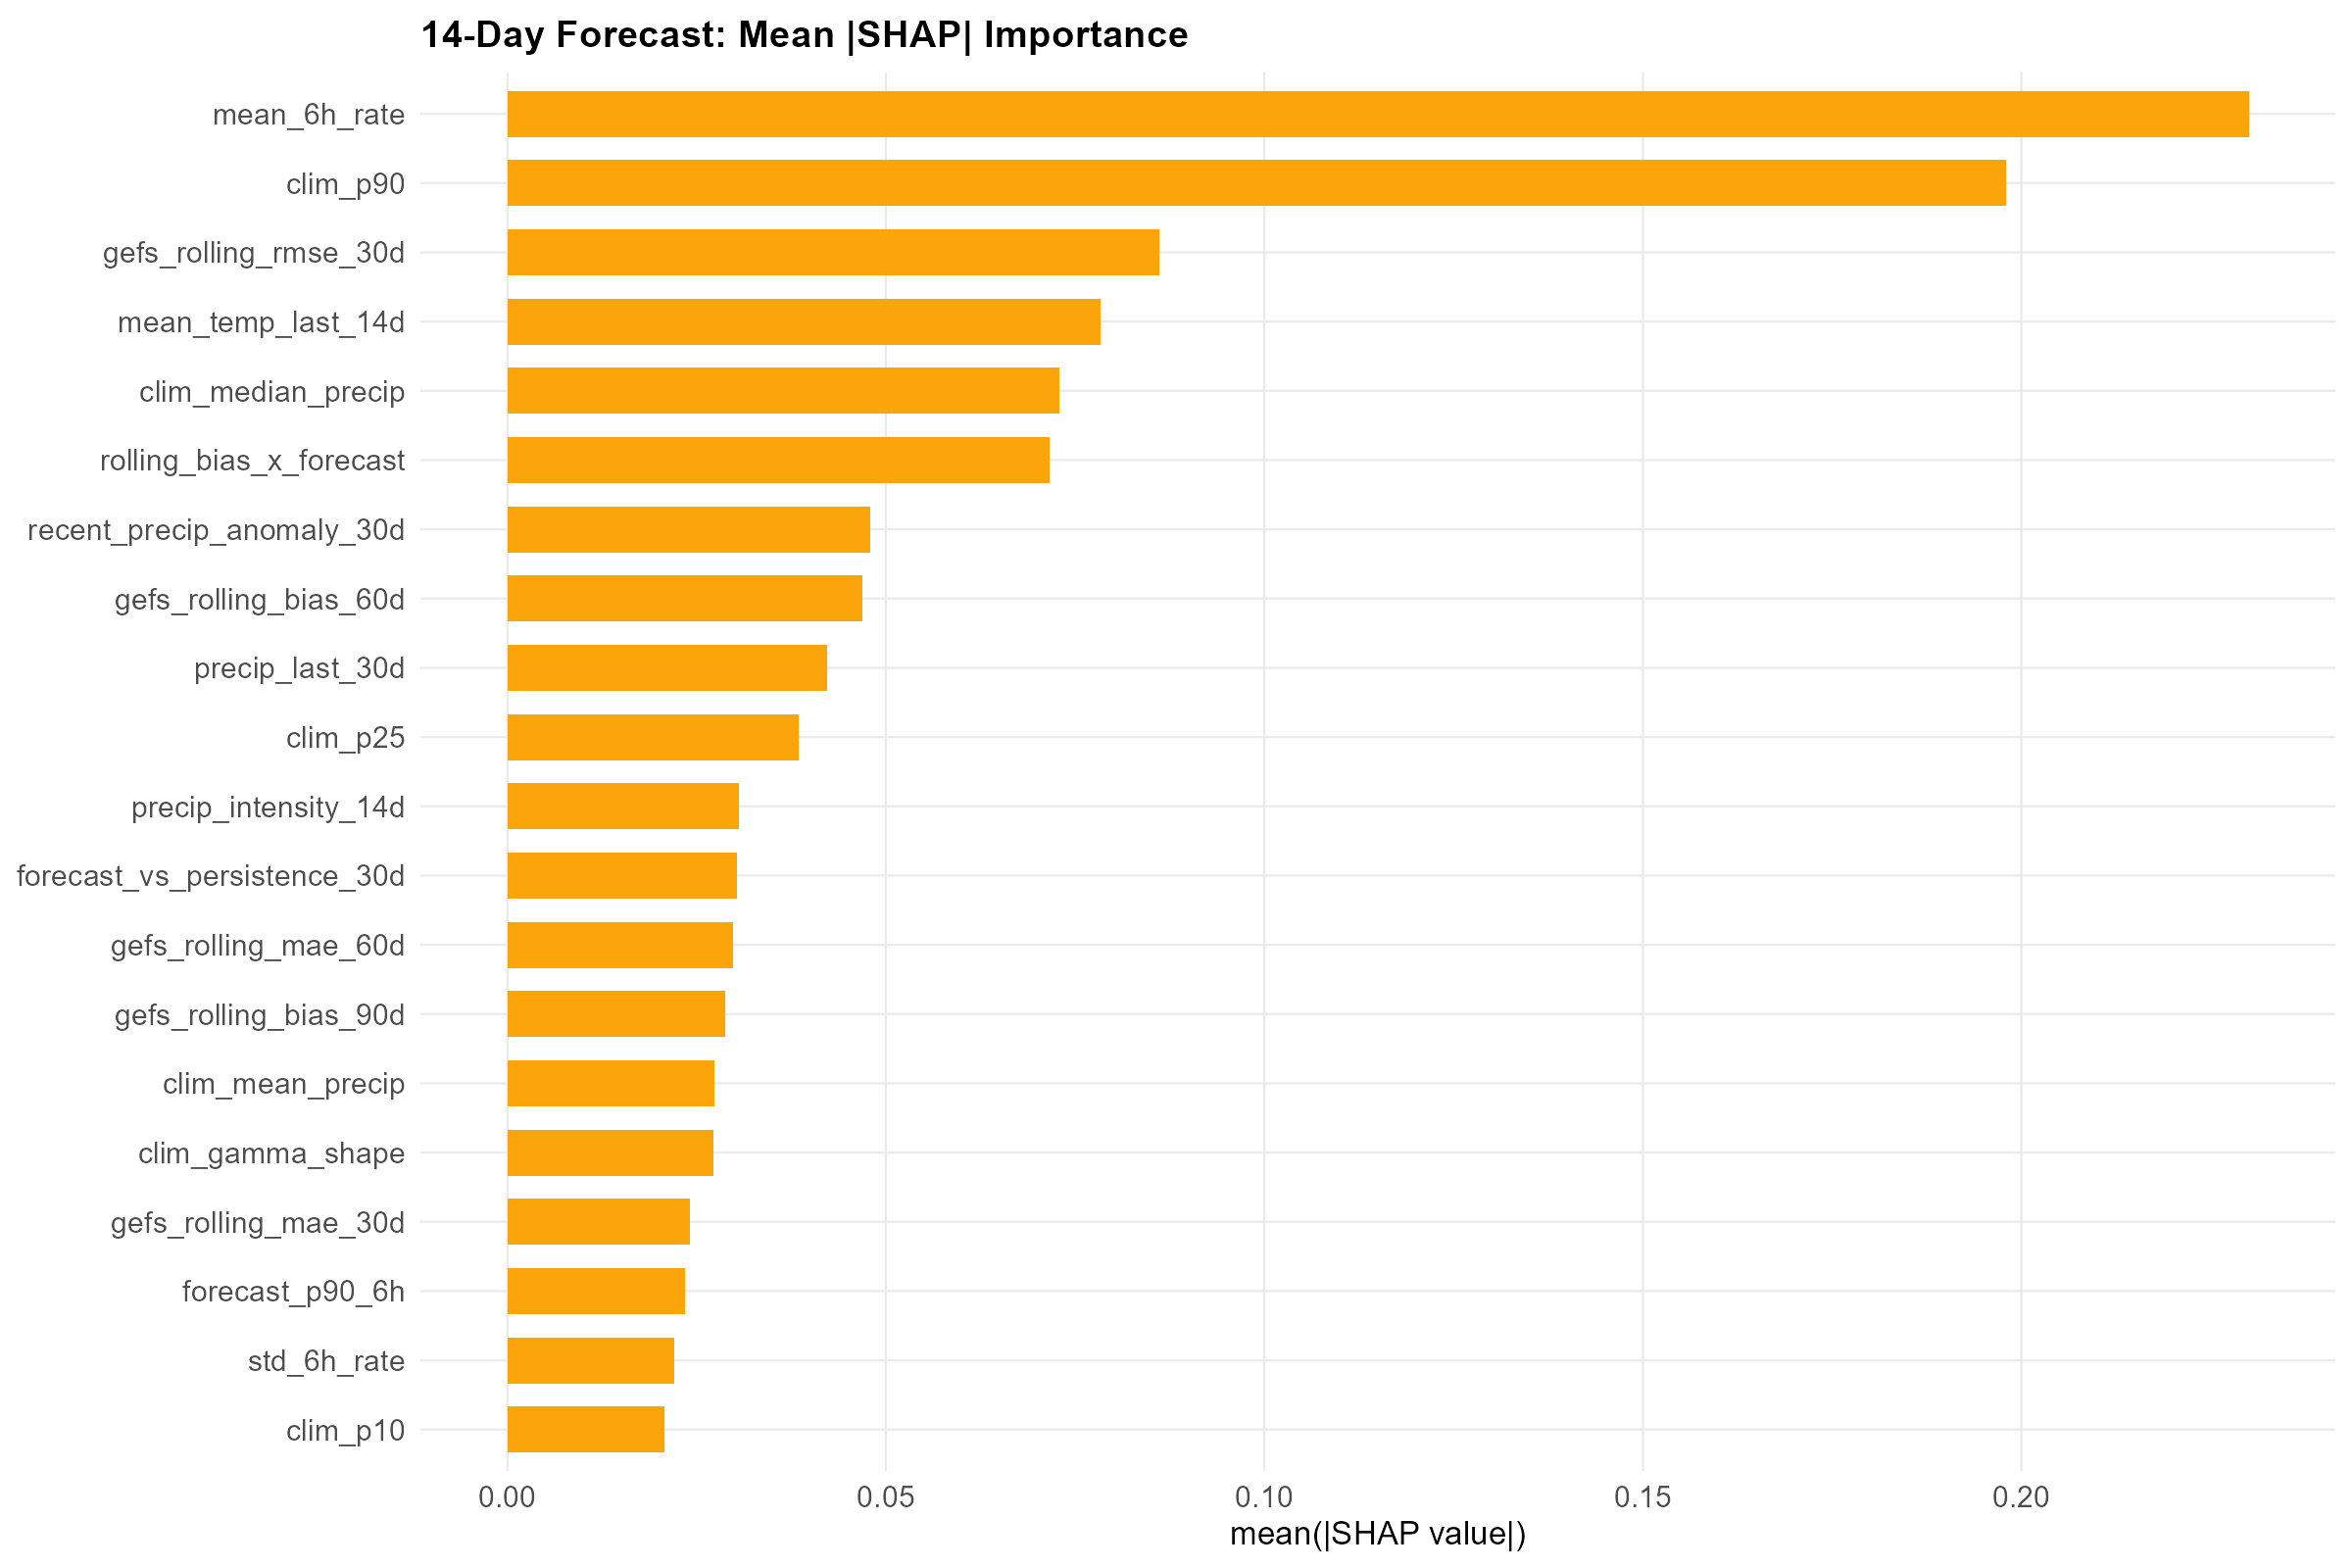 14-Day Forecast: Mean |SHAP| Importance
mean_6h_rate
clim_p90
gefs_rolling_rmse_30d
mean_temp_last_14d
clim_median_precip
rolling_bias_x_forecast
recent_precip_anomaly_30d
gefs_rolling_bias_60d
precip_last_30d
clim_p25
precip_intensity_14d
forecast_vs_persistence_30d
gefs_rolling_mae_60d
gefs_rolling_bias_90d
clim_mean_precip
clim_gamma_shape
gefs_rolling_mae_30d
forecast_p90_6h
std_6h_rate
clim_p10
0.00 0.05 0.10 0.15 0.20
mean(|SHAP value|)